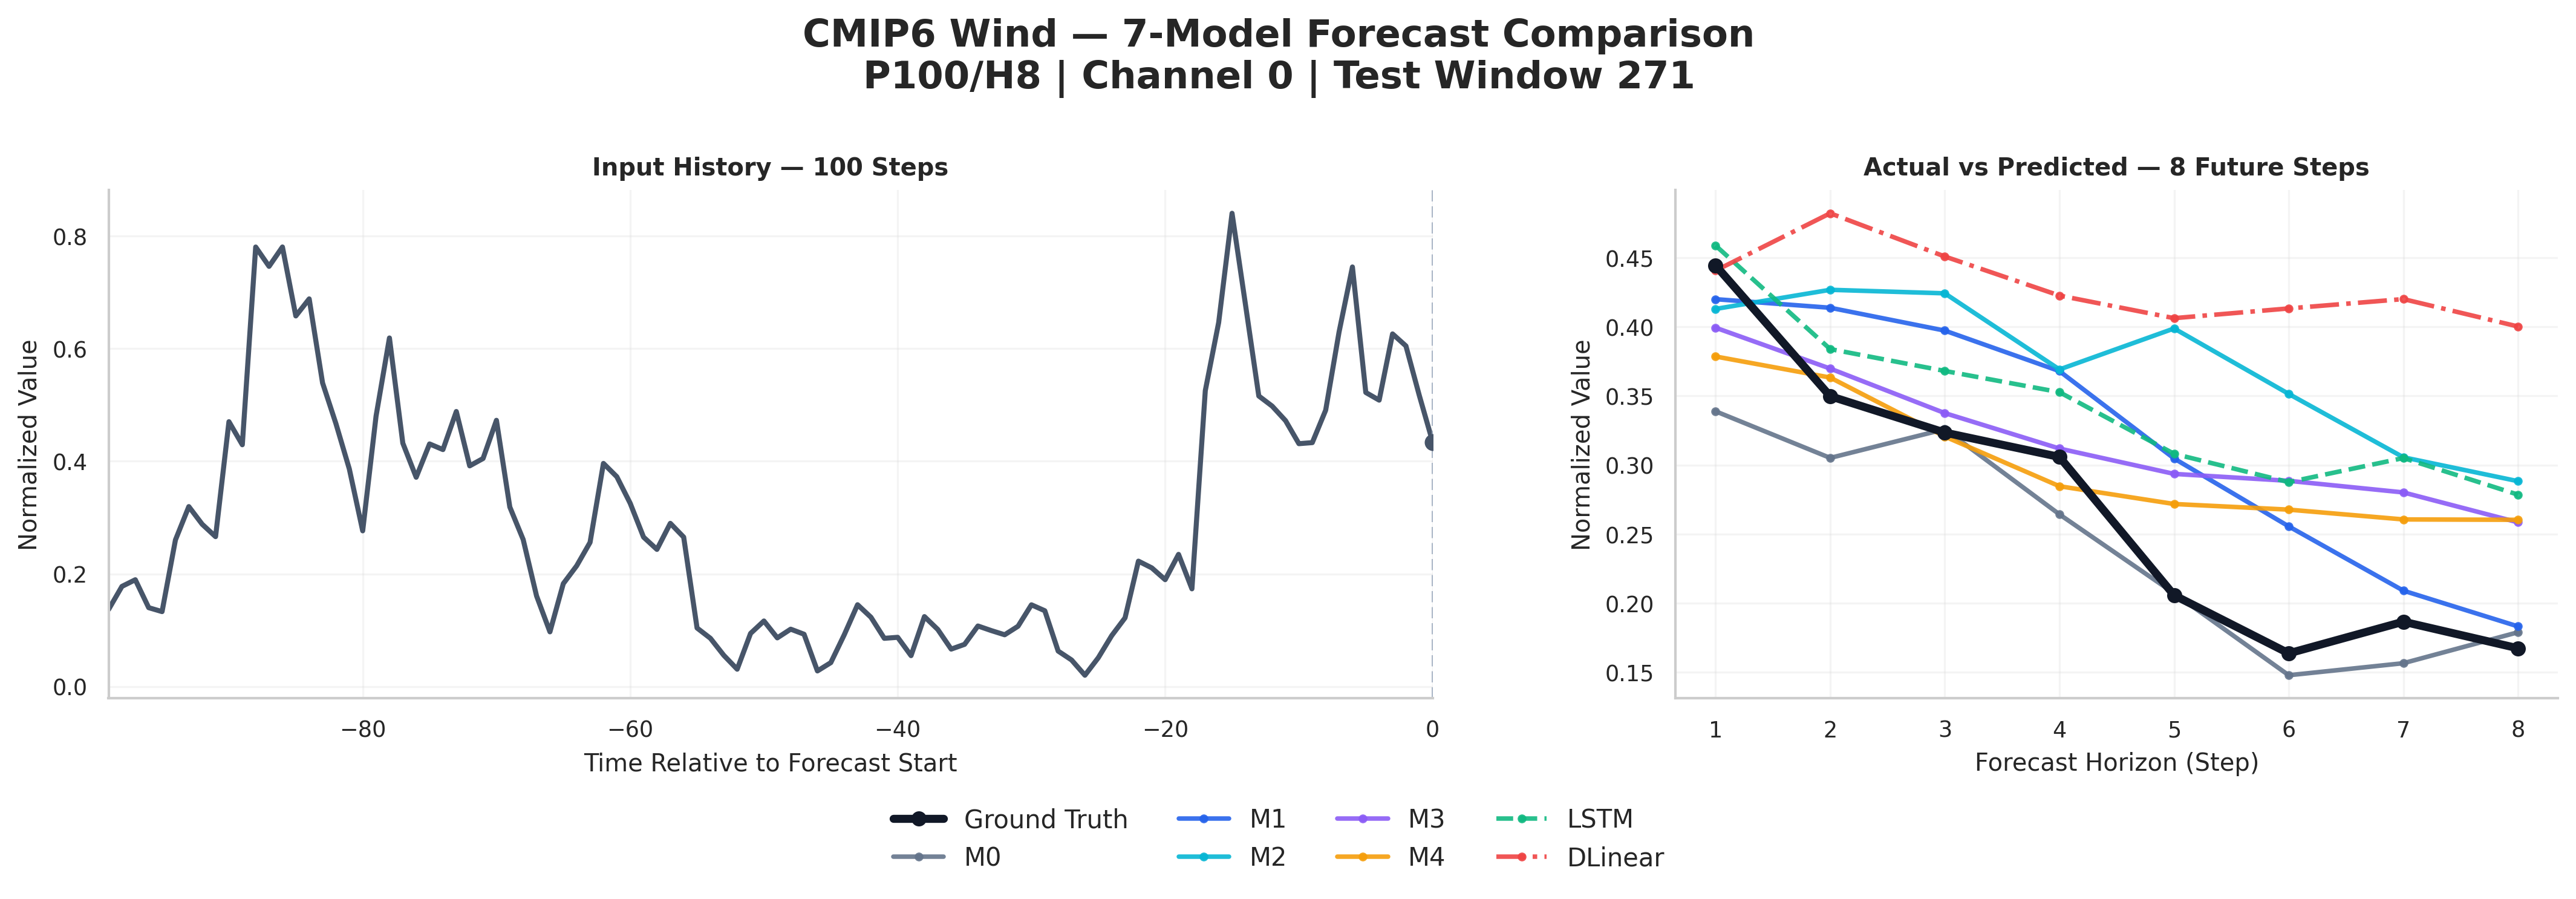 CMIP6 Wind — 7-Model Forecast Comparison
P100/H8 | Channel 0 | Test Window 271
Input History — 100 Steps
Normalized Value
0.8
0.6
0.4
0.2
0.0
−80
−60
−40
−20
0
Time Relative to Forecast Start
Actual vs Predicted — 8 Future Steps
Normalized Value
0.45
0.40
0.35
0.30
0.25
0.20
0.15
1
2
3
4
5
6
7
8
Forecast Horizon (Step)
Ground Truth
M0
M1
M2
M3
M4
LSTM
DLinear